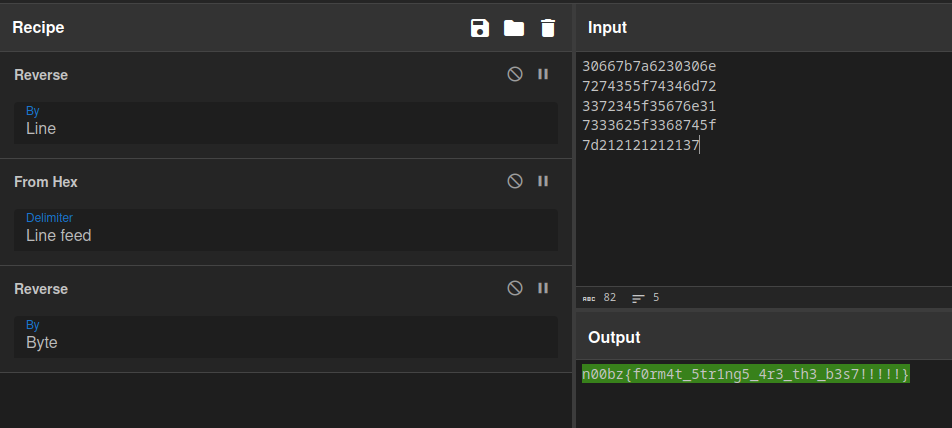 Recipe
Reverse
By
Line
From Hex
Delimiter
Line feed
Reverse
By
Byte
Input
30667b7a6230306e
7274355f74346d72
3372345f35676e31
7333625f3368745f
7d212121212137
ABC 82 5
Output
n00bz{f0rm4t_5tr1ng5_4r3_th3_b3s7!!!!!}